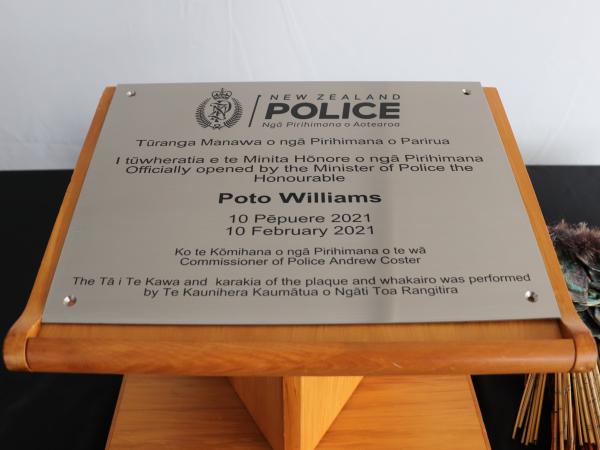 NEW ZEALAND
POLICE
Ngā Pirihimana o Aotearoa
Tūranga Manawa o ngā Pirihimana o Parirua
I tūwheratia e te Minita Hōnore o ngā Pirihimana
Officially opened by the Minister of Police the
Honourable
Poto Williams
10 Pēpuere 2021
10 February 2021
Ko te Kōmihana o ngā Pirihimana o te wā
Commissioner of Police Andrew Coster
The Tā i Te Kawa and karakia of the plaque and whakairo was performed
by Te Kaunihera Kaumātua o Ngāti Toa Rangitira